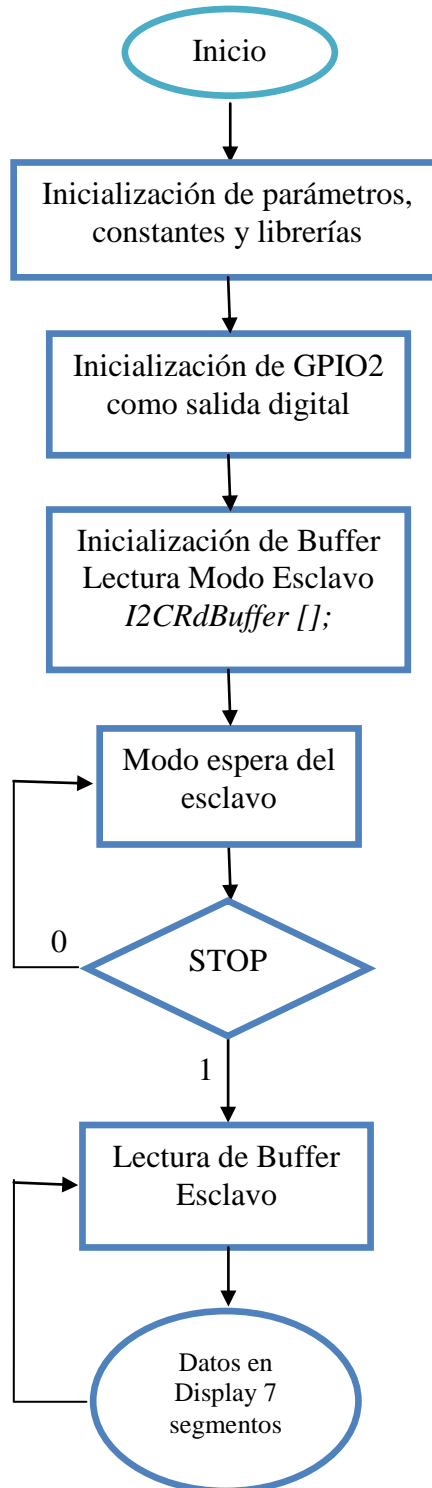 Inicio
Inicialización de parámetros,
constantes y librerías
Inicialización de GPIO2
como salida digital
Inicialización de Buffer
Lectura Modo Esclavo
I2CRdBuffer [];
Modo espera del
esclavo
0
STOP
1
Lectura de Buffer
Esclavo
Datos en
Display 7
segmentos